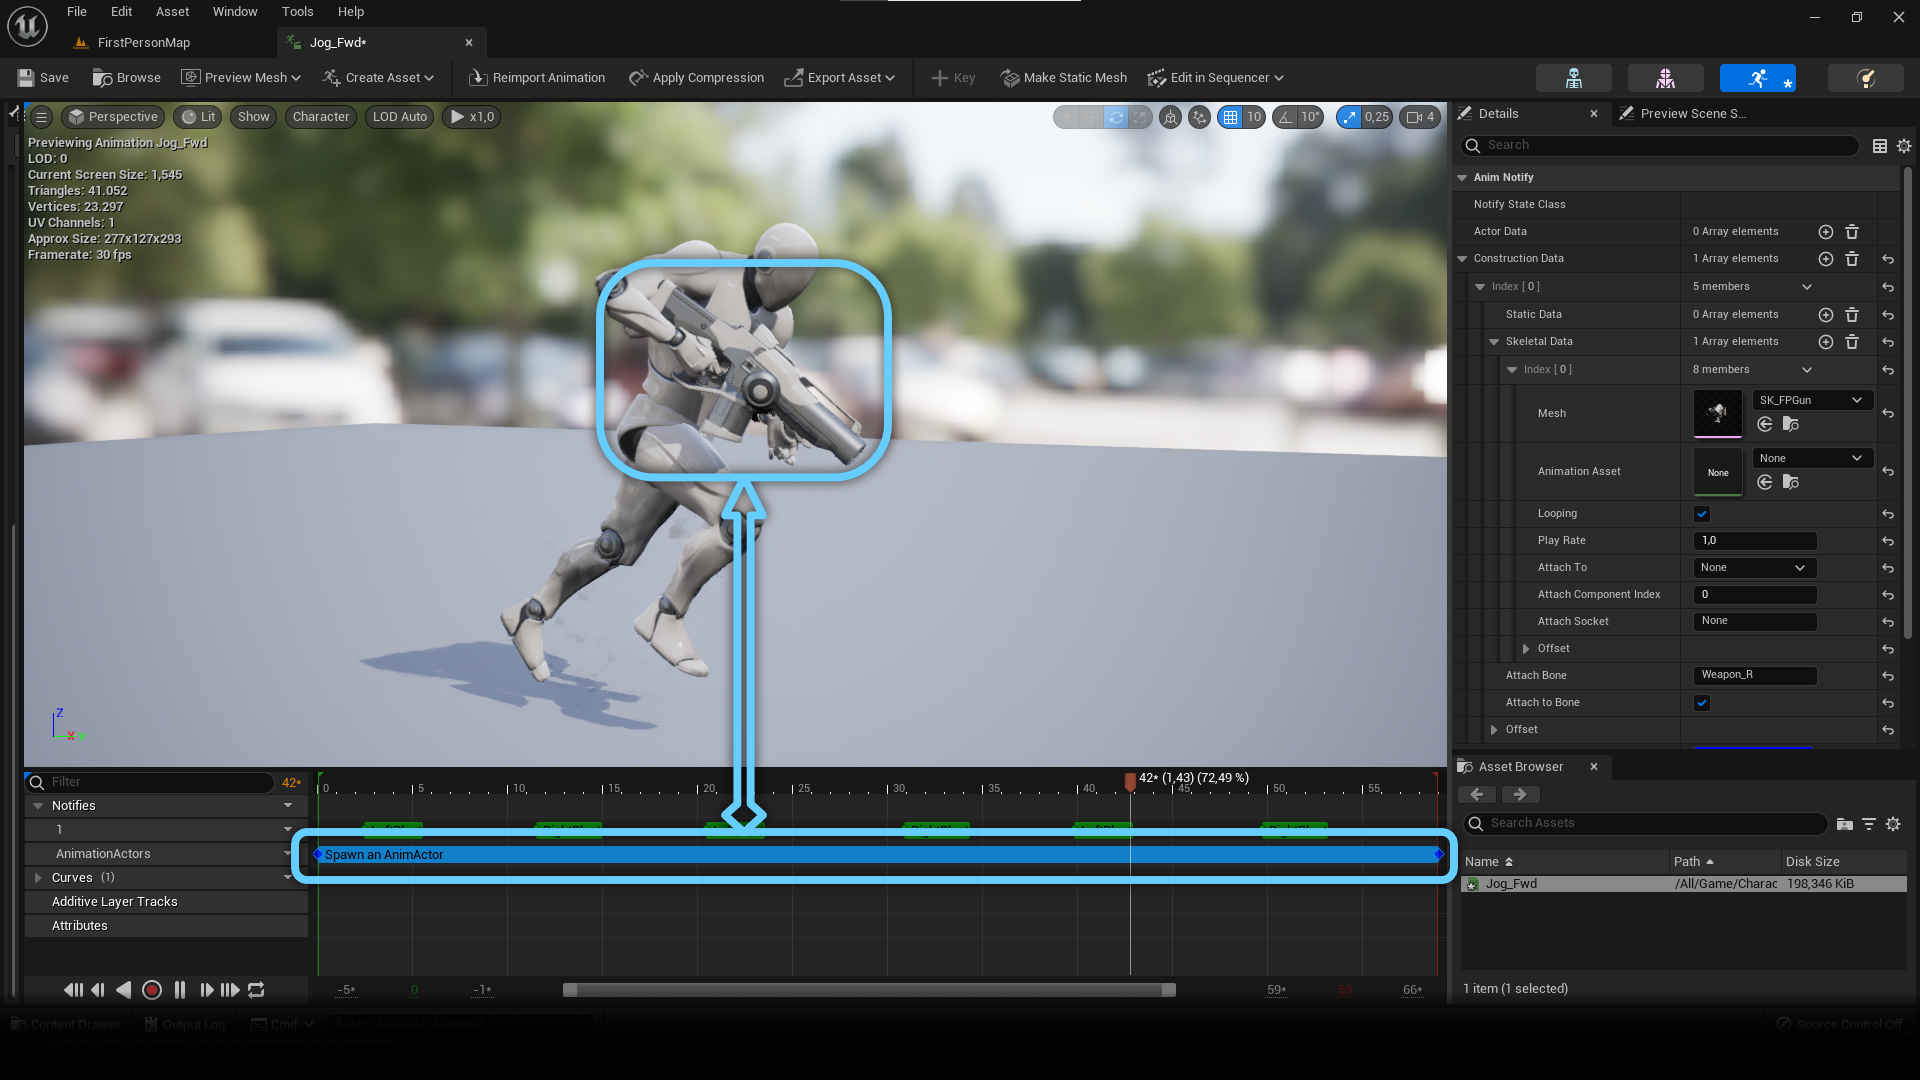 File Edit Asset Window Tools Help
FirstPersonMap Jog_Fwd*
Save Browse Preview Mesh Create Asset Reimport Animation Apply Compression Export Asset Key Make Static Mesh Edit in Sequencer
Perspective Lit Show Character LOD Auto x1,0 10 10° 0,25 4
Previewing Animation Jog_Fwd
LOD: 0
Current Screen Size: 1,545
Triangles: 41.052
Vertices: 23.297
UV Channels: 1
Approx Size: 277x127x293
Framerate: 30 fps
Z
X Y
Details Preview Scene S...
Search
Anim Notify
Notify State Class
Actor Data 0 Array elements
Construction Data 1 Array elements
Index [ 0 ] 5 members
Static Data 0 Array elements
Skeletal Data 1 Array elements
Index [ 0 ] 8 members
Mesh SK_FPGun
Animation Asset None None
Looping
Play Rate 1,0
Attach To None
Attach Component Index 0
Attach Socket None
Offset
Attach Bone Weapon_R
Attach to Bone
Offset
Filter 42*
0 5 10 15 20 25 30 35 40 45 50 55
42* (1,43) (72,49 %)
Notifies
1
AnimationActors
Spawn an AnimActor
Curves (1)
Additive Layer Tracks
Attributes
-5* 0 -1* 59* 59 66*
Asset Browser
Search Assets
Name Path Disk Size
Jog_Fwd /All/Game/Charac 198,346 KiB
1 item (1 selected)
Content Drawer Output Log Cmd Enter Console Command Source Control Off